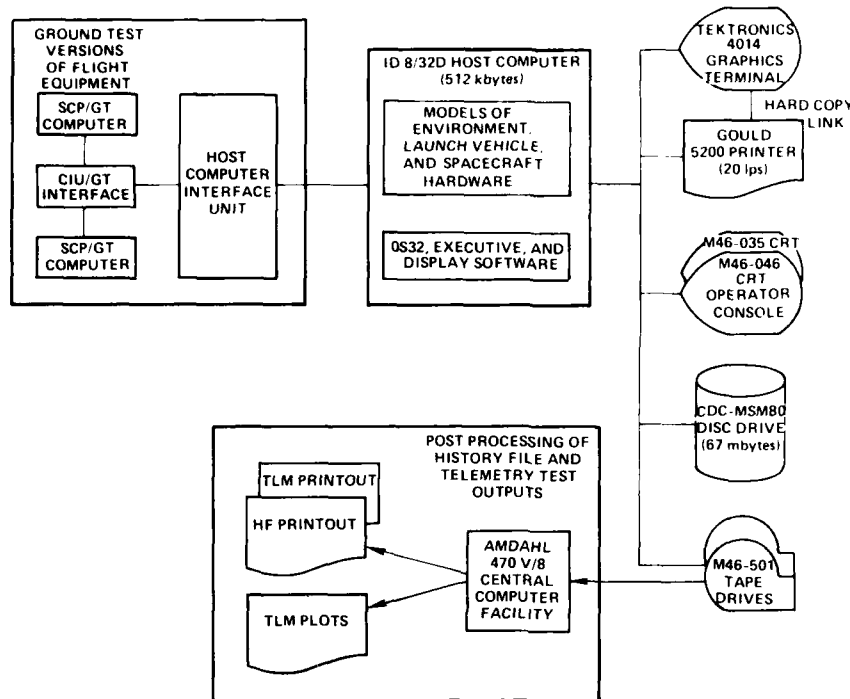 GROUND TEST
VERSIONS
OF FLIGHT
EQUIPMENT
SCP/GT
COMPUTER
CIU/GT
INTERFACE
SCP/GT
COMPUTER
HOST
COMPUTER
INTERFACE
UNIT
ID 8/32D HOST COMPUTER
(512 kbytes)
MODELS OF
ENVIRONMENT,
LAUNCH VEHICLE,
AND SPACECRAFT
HARDWARE
OS32, EXECUTIVE, AND
DISPLAY SOFTWARE
TEKTRONICS
4014
GRAPHICS
TERMINAL
HARD COPY
LINK
GOULD
5200 PRINTER
(20 lps)
M46-035 CRT
M46-046
CRT
OPERATOR
CONSOLE
CDC-MSM80
DISC DRIVE
(67 mbytes)
M46-501
TAPE
DRIVES
POST PROCESSING OF
HISTORY FILE AND
TELEMETRY TEST
OUTPUTS
TLM PRINTOUT
HF PRINTOUT
TLM PLOTS
AMDAHL
470 V/8
CENTRAL
COMPUTER
FACILITY